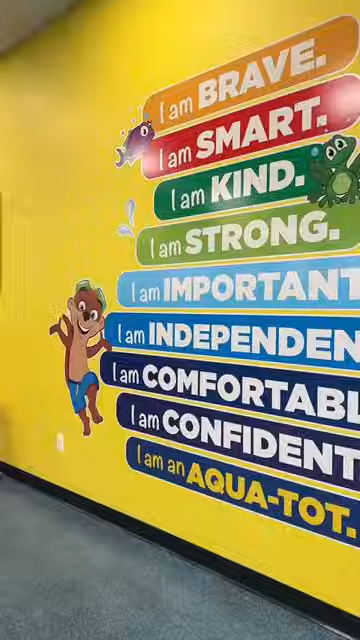 I am BRAVE.
I am SMART.
I am KIND.
I am STRONG.
I am IMPORTANT
I am INDEPENDEN
I am COMFORTABL
I am CONFIDENT
I am an AQUA-TOT.